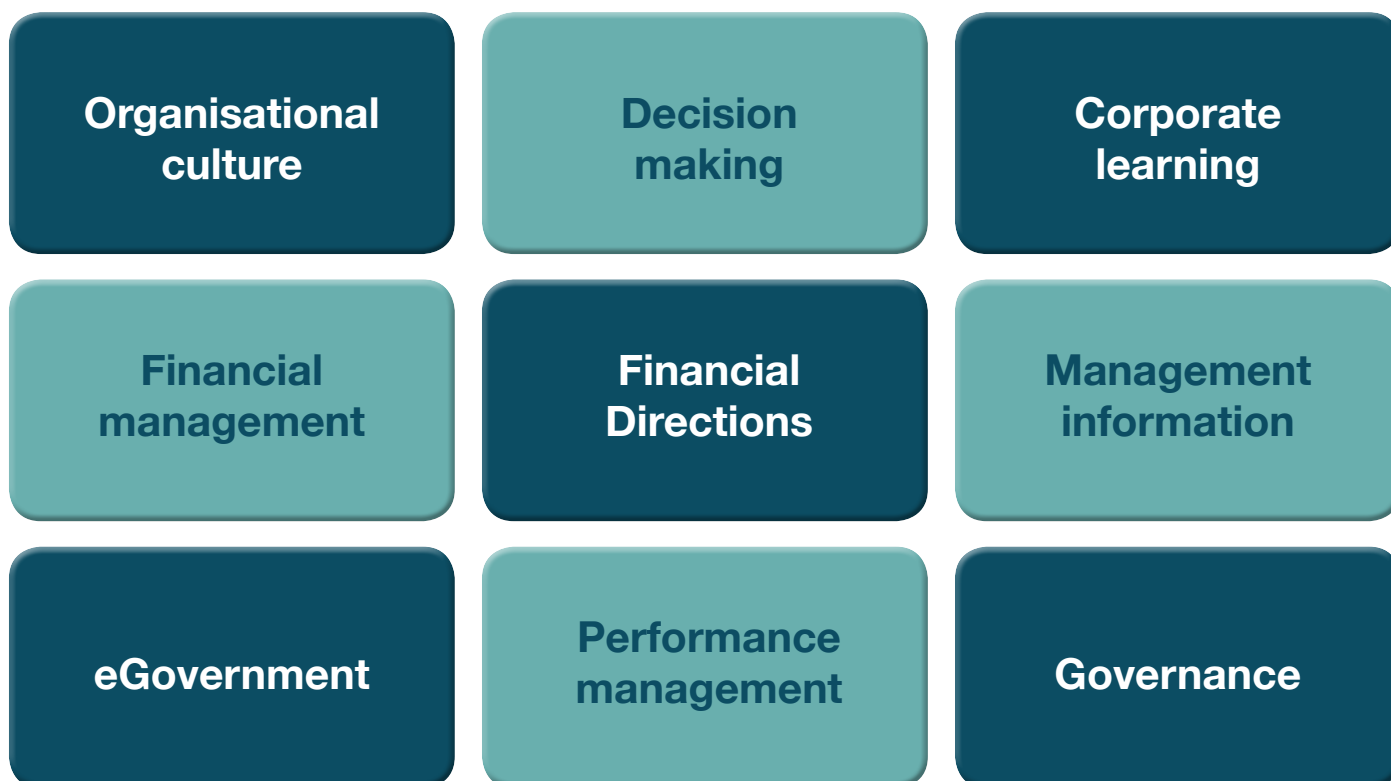 Organisational
culture
Decision
making
Corporate
learning
Financial
management
Financial
Directions
Management
information
eGovernment
Performance
management
Governance